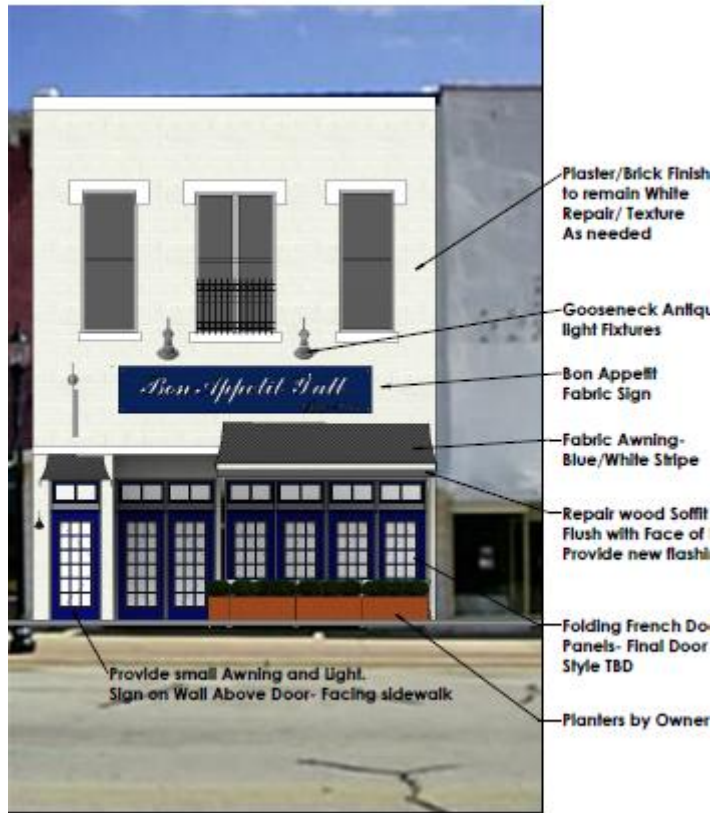 Plaster/Brick Finish
to remain White
Repair/ Texture
As needed
Gooseneck Antiqu
light Fixtures
Bon Appetit Yall
Bon Appetit
Fabric Sign
Fabric Awning-
Blue/White Stripe
Repair wood Soffit
Flush with Face of
Provide new flashi
Folding French Do
Panels- Final Door
Style TBD
Provide small Awning and Light.
Sign on Wall Above Door- Facing sidewalk
Planters by Owner